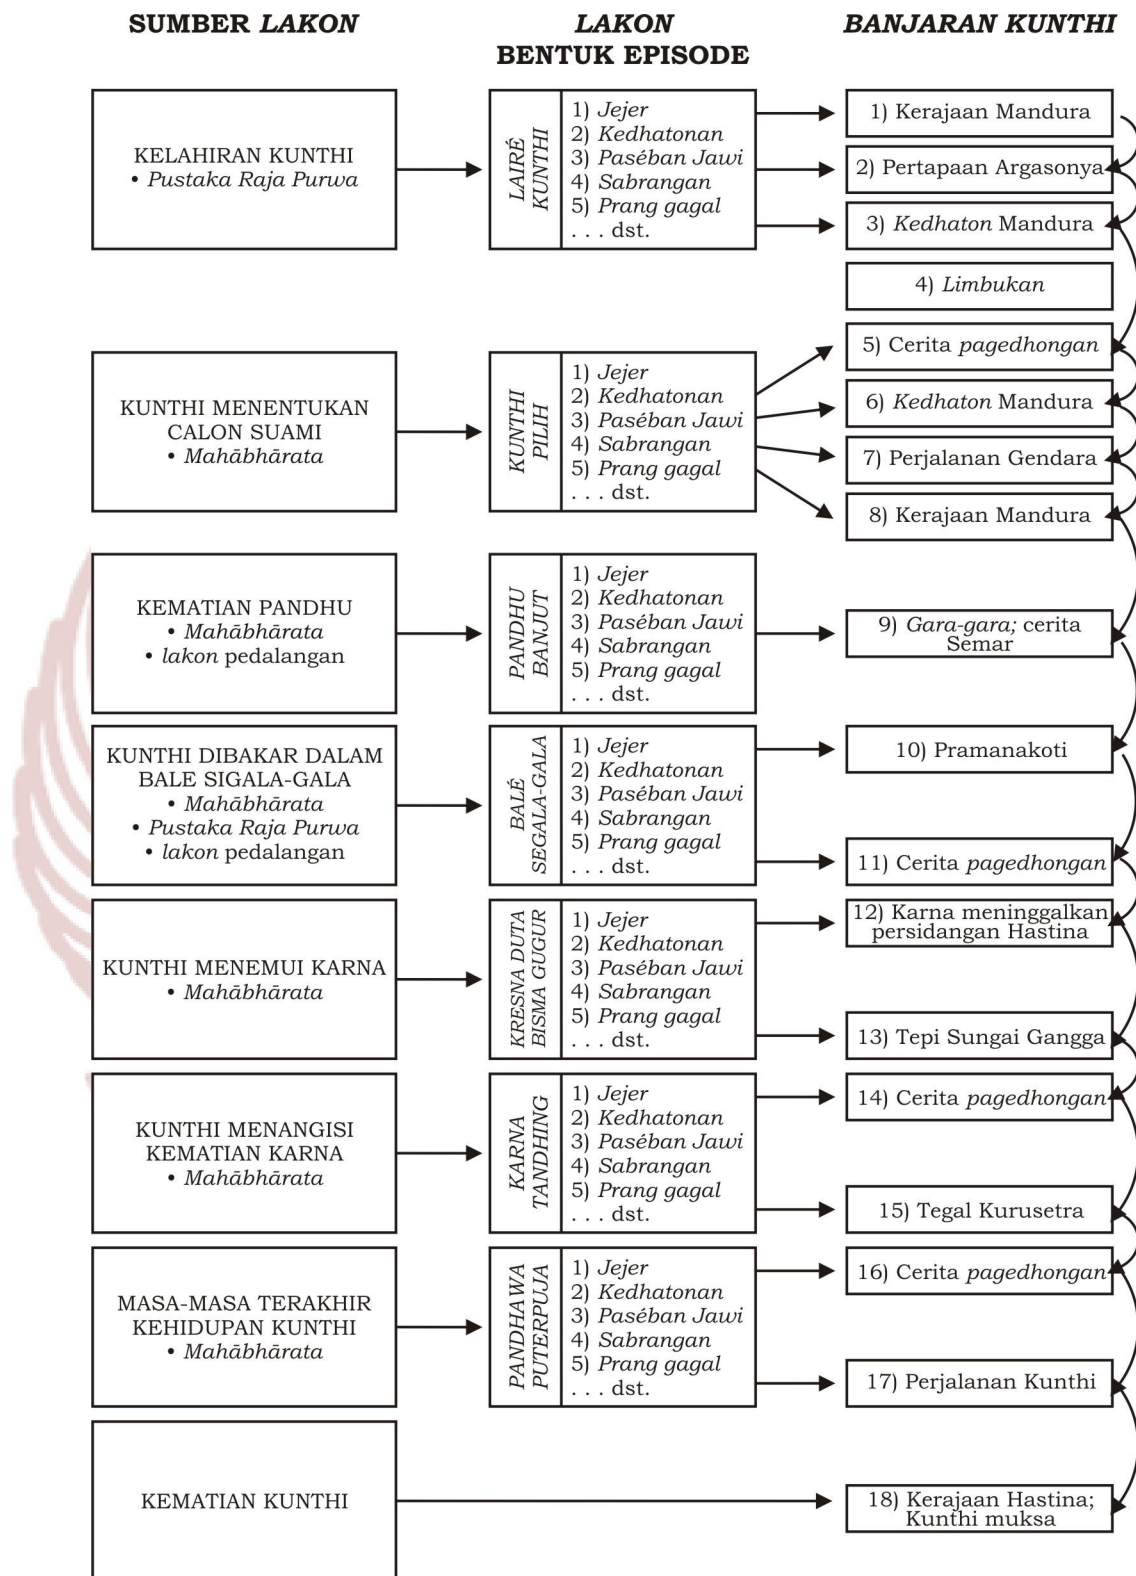 SUMBER LAKON
LAKON
BENTUK EPISODE
BANJARAN KUNTHI
KELAHIRAN KUNTHI
• Pustaka Raja Purwa
LAIRÉ
KUNTHI
1) Jejer
2) Kedhatonan
3) Paséban Jawi
4) Sabrangan
5) Prang gagal
. . . dst.
1) Kerajaan Mandura
2) Pertapaan Argasonya
3) Kedhaton Mandura
4) Limbukan
KUNTHI MENENTUKAN
CALON SUAMI
• Mahābhārata
KUNTHI
PILIH
1) Jejer
2) Kedhatonan
3) Paséban Jawi
4) Sabrangan
5) Prang gagal
. . . dst.
5) Cerita pagedhongan
6) Kedhaton Mandura
7) Perjalanan Gendara
8) Kerajaan Mandura
KEMATIAN PANDHU
• Mahābhārata
• lakon pedalangan
PANDHU
BANJUT
1) Jejer
2) Kedhatonan
3) Paséban Jawi
4) Sabrangan
5) Prang gagal
. . . dst.
9) Gara-gara; cerita
Semar
KUNTHI DIBAKAR DALAM
BALE SIGALA-GALA
• Mahābhārata
• Pustaka Raja Purwa
• lakon pedalangan
BALÉ
SEGALA-GALA
1) Jejer
2) Kedhatonan
3) Paséban Jawi
4) Sabrangan
5) Prang gagal
. . . dst.
10) Pramanakoti
11) Cerita pagedhongan
KUNTHI MENEMUI KARNA
• Mahābhārata
KRESNA DUTA
BISMA GUGUR
1) Jejer
2) Kedhatonan
3) Paséban Jawi
4) Sabrangan
5) Prang gagal
. . . dst.
12) Karna meninggalkan
persidangan Hastina
13) Tepi Sungai Gangga
KUNTHI MENANGISI
KEMATIAN KARNA
• Mahābhārata
KARNA
TANDHING
1) Jejer
2) Kedhatonan
3) Paséban Jawi
4) Sabrangan
5) Prang gagal
. . . dst.
14) Cerita pagedhongan
15) Tegal Kurusetra
MASA-MASA TERAKHIR
KEHIDUPAN KUNTHI
• Mahābhārata
PANDHAWA
PUTERPUJA
1) Jejer
2) Kedhatonan
3) Paséban Jawi
4) Sabrangan
5) Prang gagal
. . . dst.
16) Cerita pagedhongan
17) Perjalanan Kunthi
KEMATIAN KUNTHI
18) Kerajaan Hastina;
Kunthi muksa